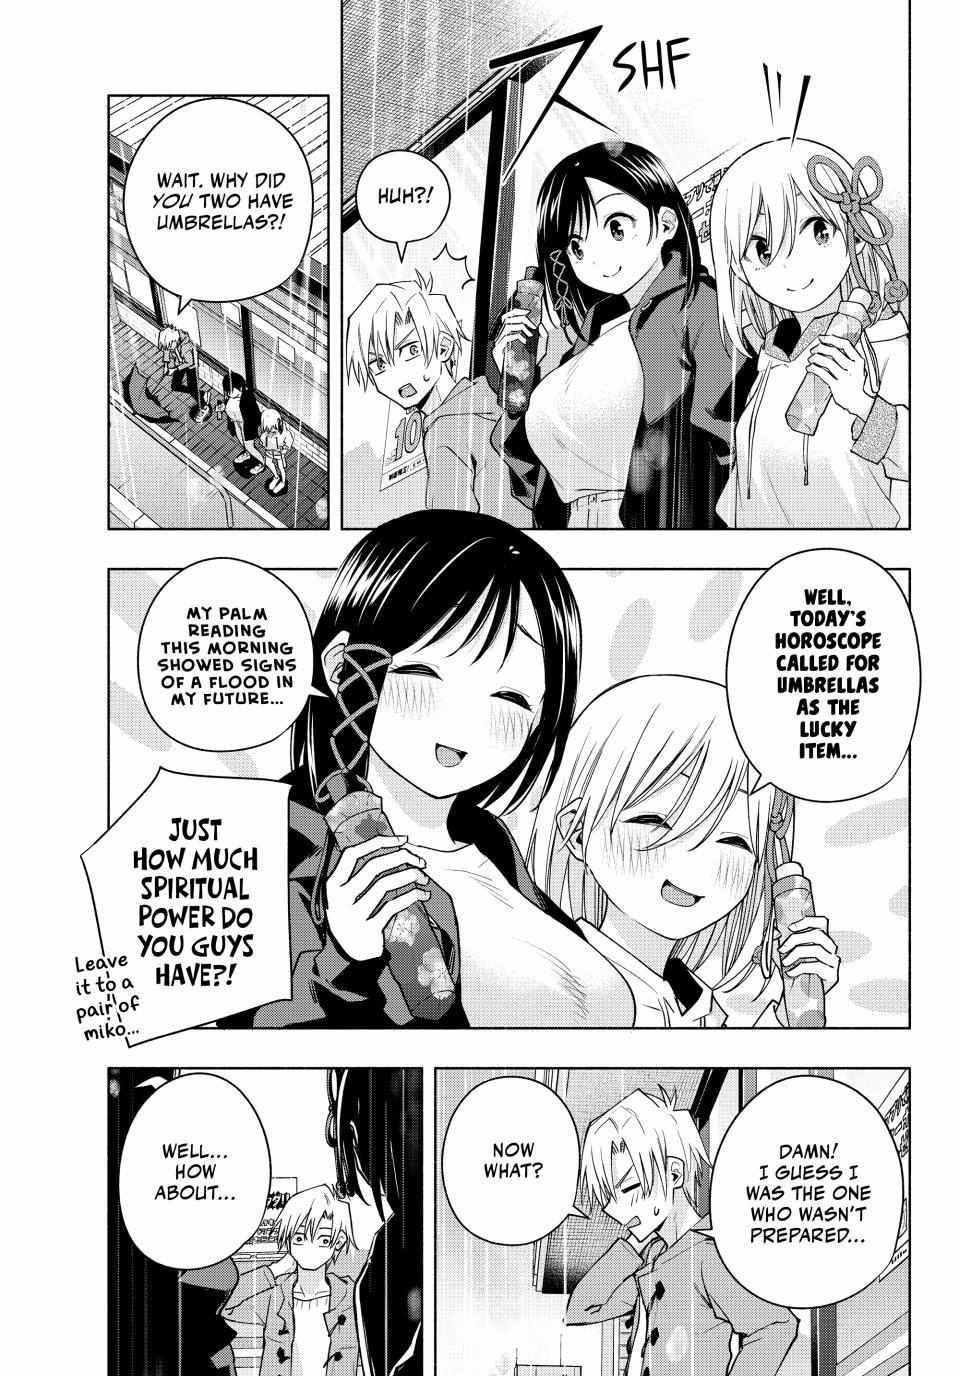 SHF
HUH?!
10
WAIT. WHY DID
YOU TWO HAVE
UMBRELLAS?!
WELL,
TODAY'S
HOROSCOPE
CALLED FOR
UMBRELLAS
AS THE
LUCKY
ITEM...
MY PALM
READING
THIS MORNING
SHOWED SIGNS
OF A FLOOD IN
MY FUTURE...
JUST
HOW MUCH
SPIRITUAL
POWER DO
YOU GUYS
HAVE?!
Leave
it to a
pair of
miko...
DAMN!
I GUESS I
WAS THE ONE
WHO WASN'T
PREPARED...
NOW
WHAT?
WELL...
HOW
ABOUT...